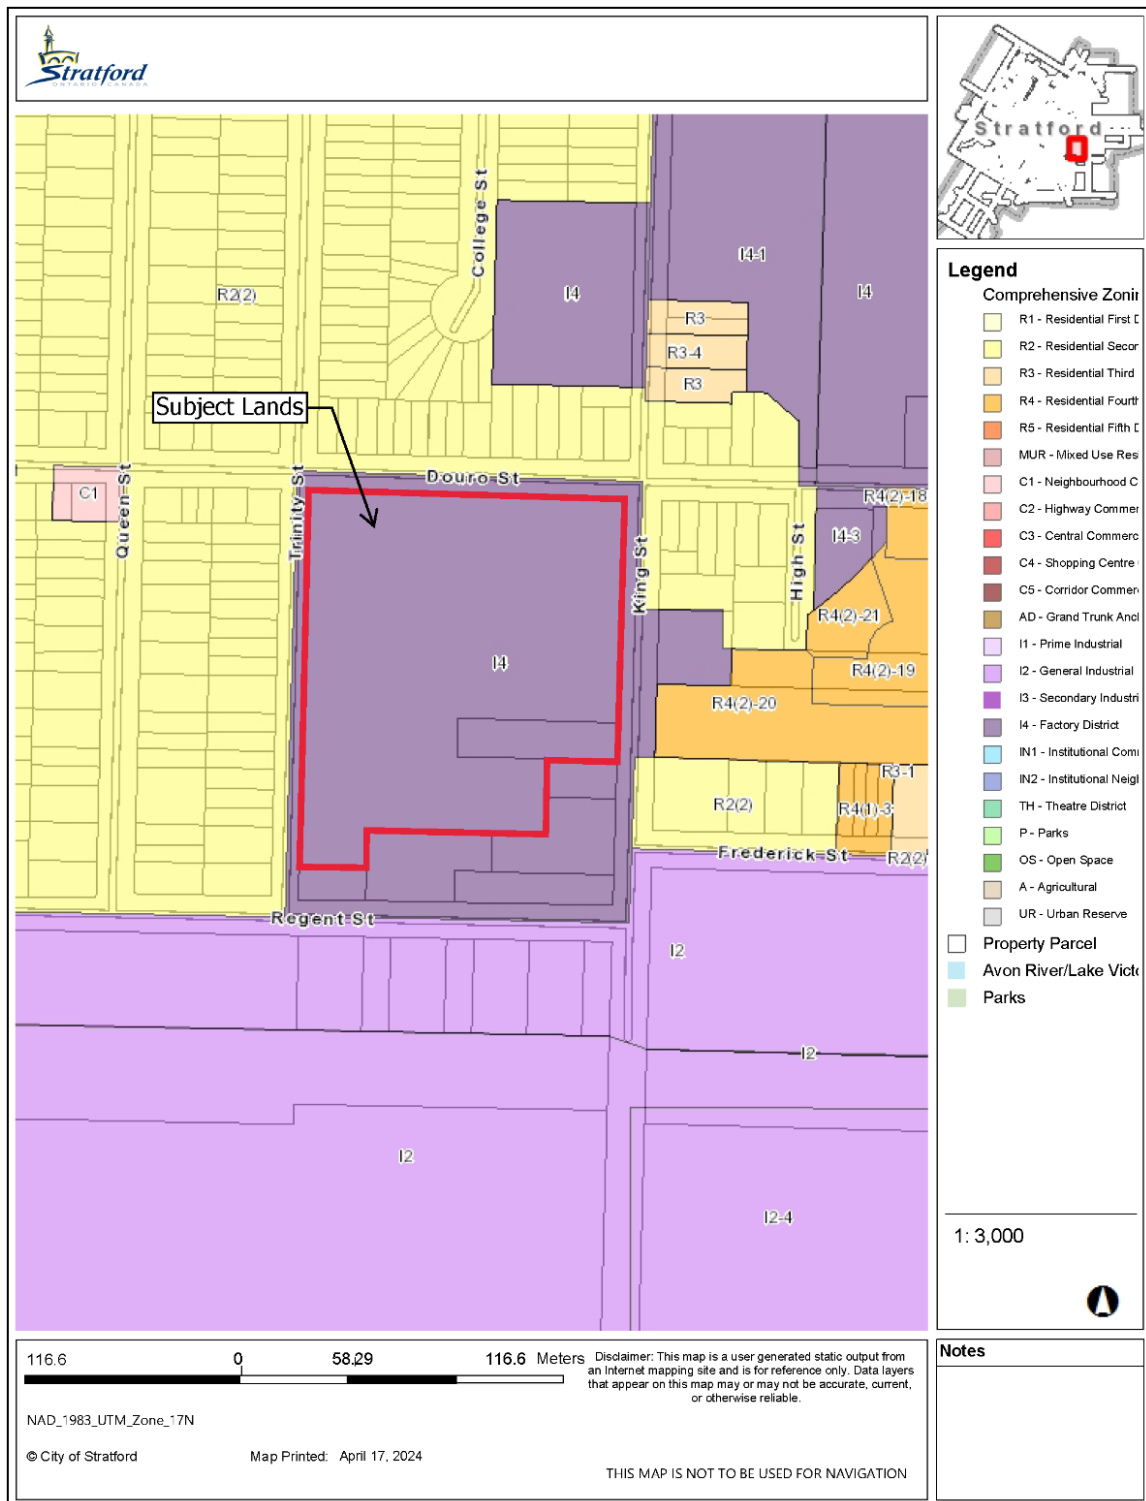 Stratford
ONTARIO CANADA
Stratford
College St
I4-1
I4
I4
R2(2)
R3
R3-4
R3
Subject Lands
Douro St
C1
Queen St
Trinity St
King St
High St
R4(2)-18
I4-3
R4(2)-21
I4
R4(2)-19
R4(2)-20
R3-1
R2(2)
R4(1)-3
Frederick St
R2(2)
Regent St
I2
I2
I2
I2-4
Legend
Comprehensive Zonin
R1 - Residential First D
R2 - Residential Secon
R3 - Residential Third
R4 - Residential Fourth
R5 - Residential Fifth D
MUR - Mixed Use Resi
C1 - Neighbourhood C
C2 - Highway Commer
C3 - Central Commerc
C4 - Shopping Centre
C5 - Corridor Commer
AD - Grand Trunk Anc
I1 - Prime Industrial
I2 - General Industrial
I3 - Secondary Industri
I4 - Factory District
IN1 - Institutional Com
IN2 - Institutional Neig
TH - Theatre District
P - Parks
OS - Open Space
A - Agricultural
UR - Urban Reserve
Property Parcel
Avon River/Lake Victo
Parks
1: 3,000
116.6 0 58.29 116.6 Meters
Disclaimer: This map is a user generated static output from
an Internet mapping site and is for reference only. Data layers
that appear on this map may or may not be accurate, current,
or otherwise reliable.
NAD_1983_UTM_Zone_17N
© City of Stratford Map Printed: April 17, 2024
THIS MAP IS NOT TO BE USED FOR NAVIGATION
Notes